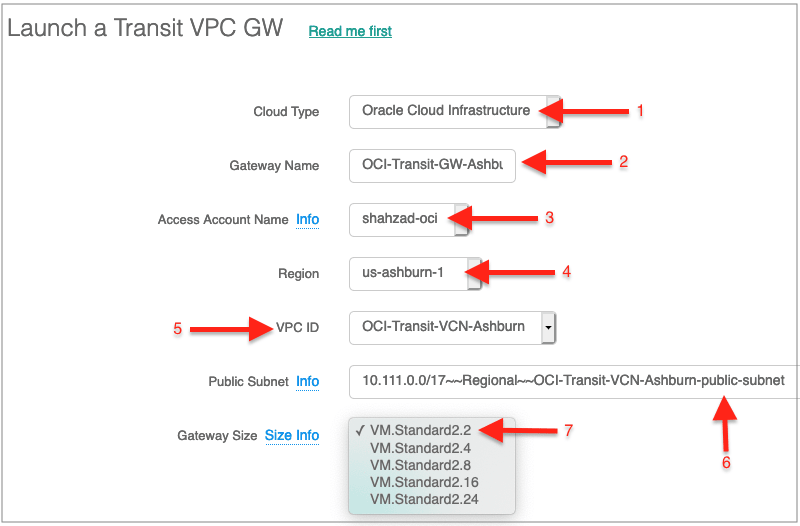 Launch a Transit VPC GW Read me first
Cloud Type Oracle Cloud Infrastructure 1
Gateway Name OCI-Transit-GW-Ashbu 2
Access Account Name Info shahzad-oci 3
Region us-ashburn-1 4
5 VPC ID OCI-Transit-VCN-Ashburn
Public Subnet Info 10.111.0.0/17~~Regional~~OCI-Transit-VCN-Ashburn-public-subnet
Gateway Size Size Info ✓ VM.Standard2.2 7
VM.Standard2.4
VM.Standard2.8
6
VM.Standard2.16
VM.Standard2.24